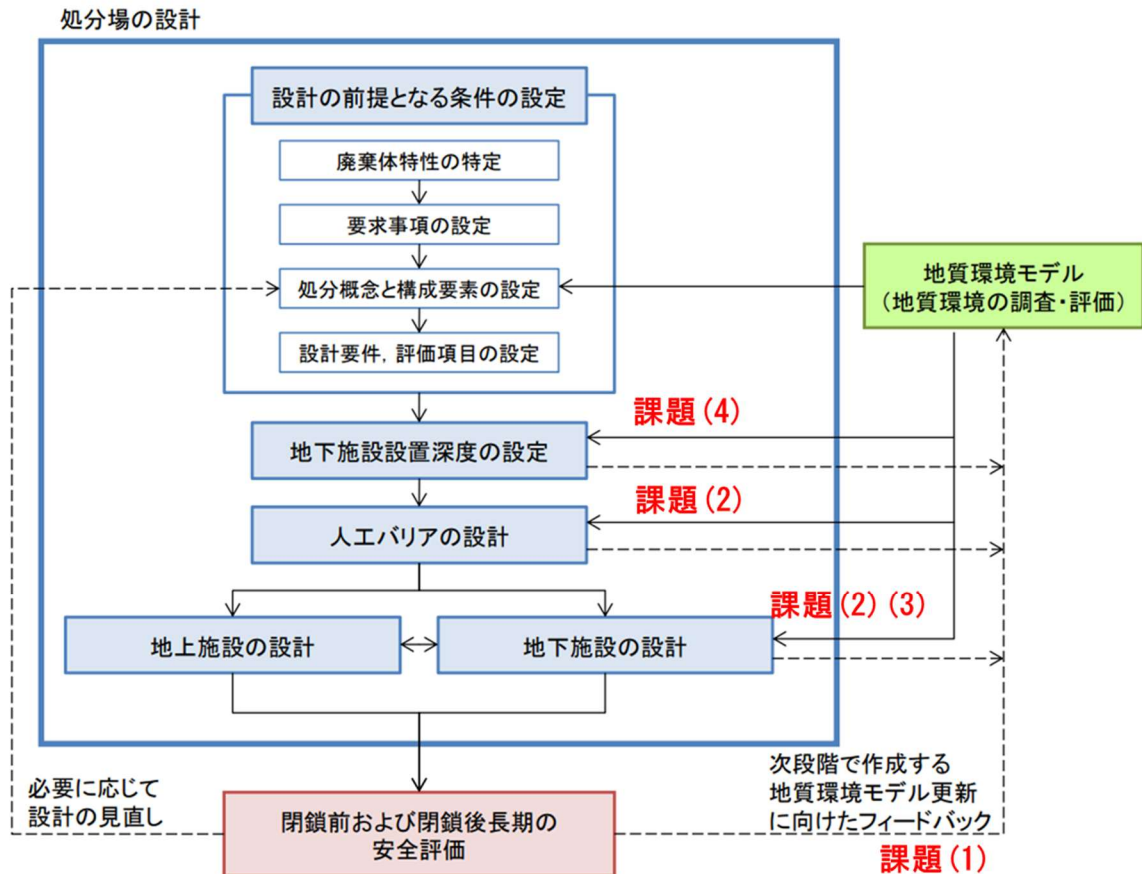 処分場の設計
設計の前提となる条件の設定
廃棄体特性の特定
要求事項の設定
処分概念と構成要素の設定
設計要件，評価項目の設定
地質環境モデル
（地質環境の調査・評価）
課題(4)
地下施設設置深度の設定
課題(2)
人工バリアの設計
課題(2)(3)
地上施設の設計
地下施設の設計
必要に応じて
設計の見直し
閉鎖前および閉鎖後長期の
安全評価
次段階で作成する
地質環境モデル更新
に向けたフィードバック
課題(1)